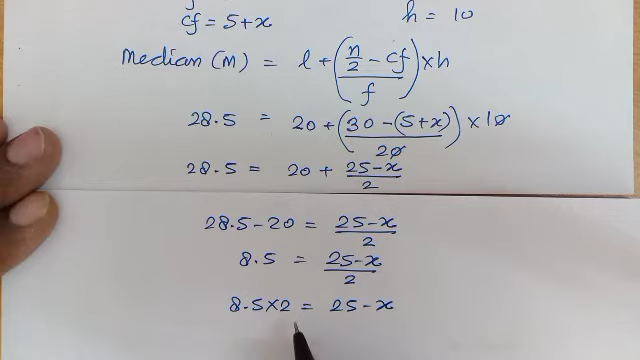 cf = 5+x h = 10
Median (M) = l + ( (n/2 - cf) / f ) × h
28.5 = 20 + ( (30 - (5+x)) / 20 ) × 10
28.5 = 20 + (25-x) / 2
28.5-20 = (25-x) / 2
8.5 = (25-x) / 2
8.5×2 = 25-x